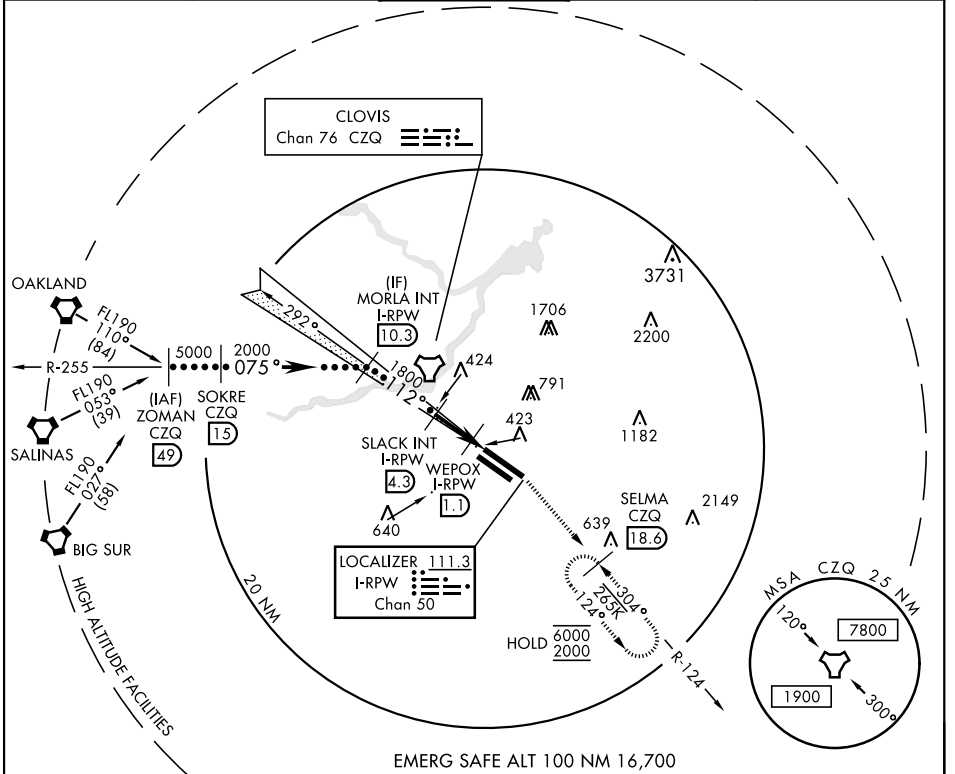 CLOVIS
Chan 76 CZQ
OAKLAND
FL190
110°
(84)
R-255
FL190
053°
(39)
SALINAS
FL190
027°
(58)
BIG SUR
HIGH ALTITUDE FACILITIES
5000
2000
075°
(IAF)
ZOMAN
CZQ
49
SOKRE
CZQ
15
292°
(IF)
MORLA INT
I-RPW
10.3
1800
112°
424
SLACK INT
I-RPW
4.3
WEPOX
I-RPW
1.1
640
423
791
1706
3731
2200
1182
2149
639
SELMA
CZQ
18.6
LOCALIZER 111.3
I-RPW
Chan 50
20 NM
304°
265K
124°
HOLD 6000
2000
R-124
MSA CZQ 25 NM
120°
7800
1900
300°
EMERG SAFE ALT 100 NM 16,700